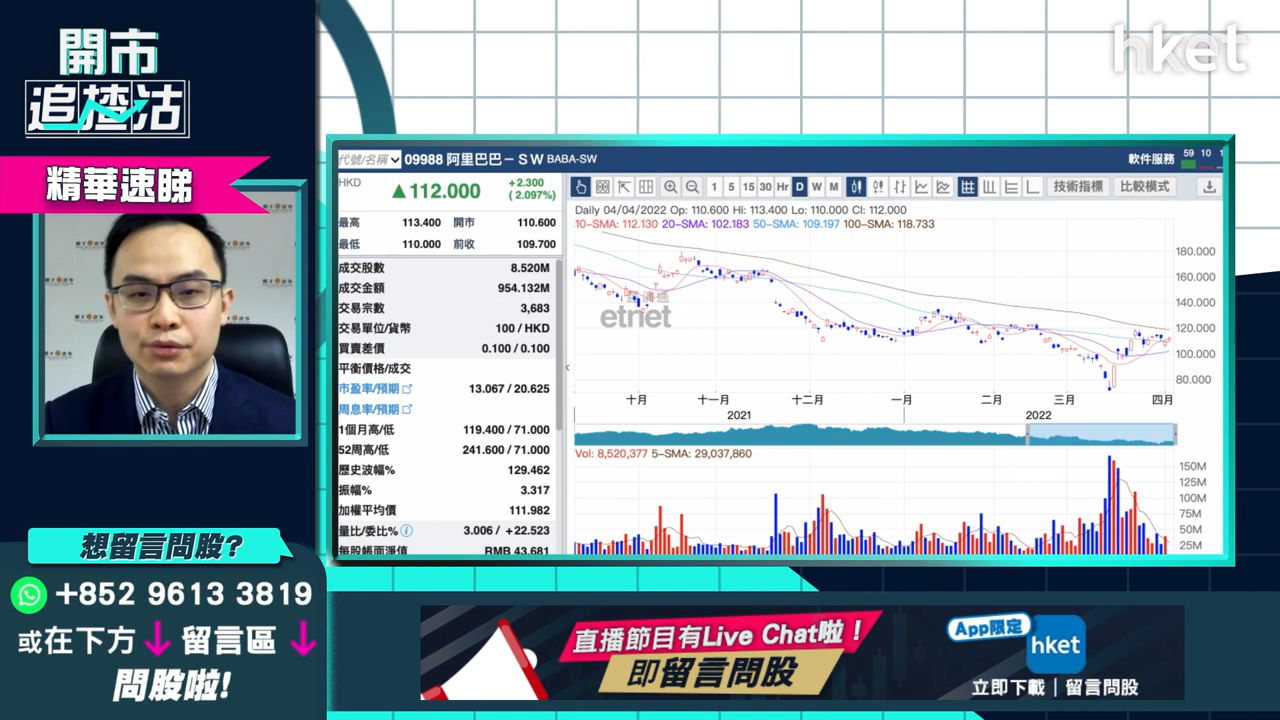 開市
追揸沽
精華速睇
想留言問股?
+852 9613 3819
或在下方 ↓ 留言區 ↓
問股啦!
hket
代號/名稱 09988 阿里巴巴－ＳＷ BABA-SW
軟件服務 59 10 1
HKD
▲112.000 +2.300
( 2.097%)
最高 113.400 開市 110.600
最低 110.000 前收 109.700
成交股數 8.520M
成交金額 954.132M
交易宗數 3,683
交易單位/貨幣 100 / HKD
買賣差價 0.100 / 0.100
平衡價格/成交
市盈率/預期 13.067 / 20.625
周息率/預期
1個月高/低 119.400 / 71.000
52周高/低 241.600 / 71.000
歷史波幅% 129.462
振幅% 3.317
加權平均價 111.982
量比/委比% 3.006 / +22.523
每股帳面淨值 RMB 43.681
1 5 15 30 Hr D W M 技術指標 比較模式
Daily 04/04/2022 Op: 110.600 Hi: 113.400 Lo: 110.000 Cl: 112.000
10-SMA: 112.130 20-SMA: 102.183 50-SMA: 109.197 100-SMA: 118.733
180.000
160.000
140.000
120.000
100.000
80.000
經濟通
etnet
十月 十一月 十二月 一月 二月 三月 四月
2021 2022
Vol: 8,520,377 5-SMA: 29,037,860
150M
125M
100M
75M
50M
25M
直播節目有Live Chat啦！
即留言問股
App限定
hket
立即下載｜留言問股